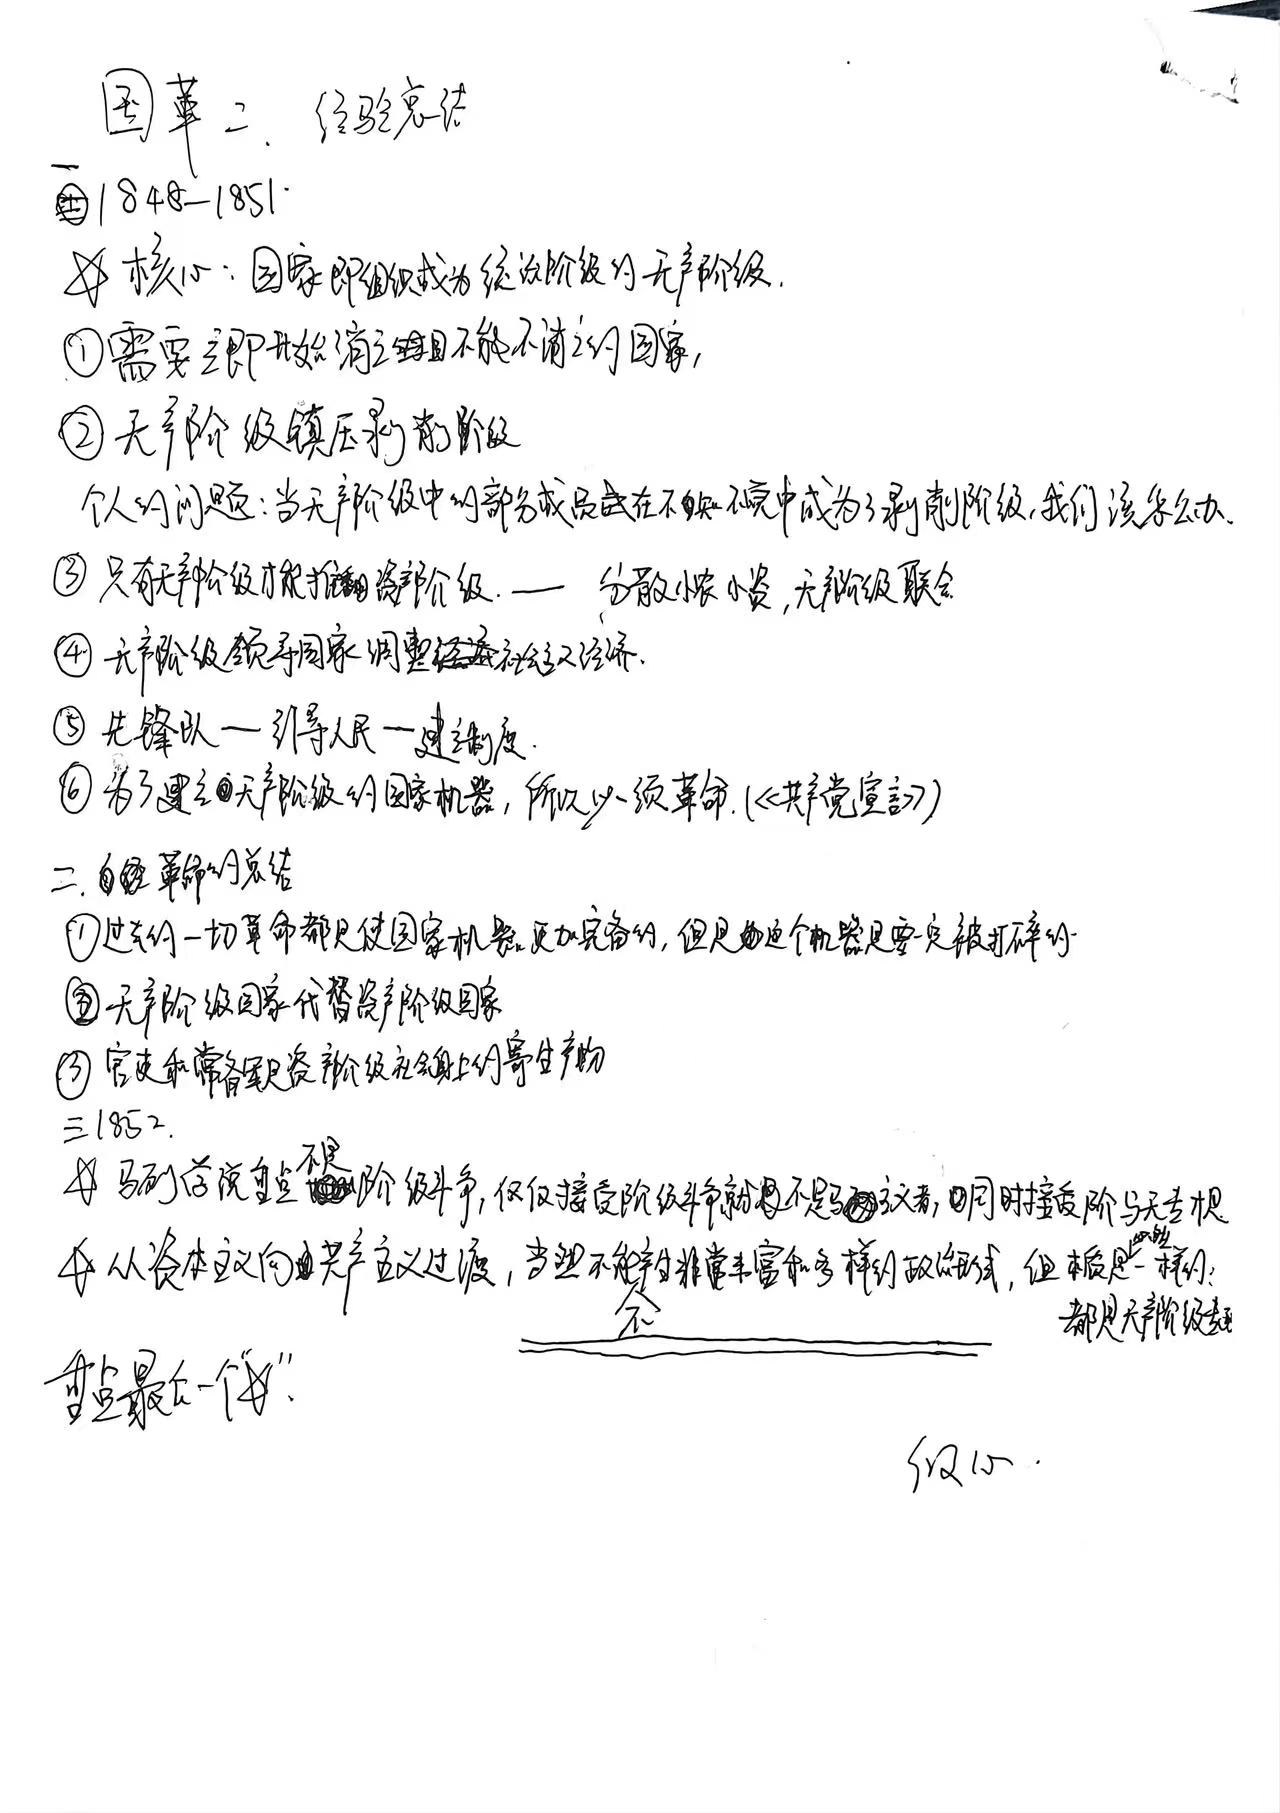 国革二、经验总结
一
1848—1851.
☆ 核心：国家即组织成为统治阶级的无产阶级.
① 需要立即开始消亡并且不能不消亡的国家,
② 无产阶级镇压剥削阶级
个人的问题：当无产阶级中的部分成员在不知不觉中成为了剥削阶级，我们该怎么办.
③ 只有无产阶级才能推翻资产阶级.—— 分散小农小资，无产阶级联合
④ 无产阶级领导国家调整社会主义经济.
⑤ 先锋队一引导人民一建立制度.
⑥ 为了建立无产阶级的国家机器，所以必须革命.(《共产党宣言》)
二. 革命的总结
① 过去的一切革命都是使国家机器更加完备的，但是这个机器是要一定被打碎的.
② 无产阶级国家代替资产阶级国家
③ 官吏和常备军是资产阶级社会身上的寄生产物
三 1852.
☆ 马列学说重点不是阶级斗争，仅仅接受阶级斗争就不是马主义者，同时接受阶与无专才是
☆ 从资本主义向共产主义过渡，当然不能不产生非常丰富和多样的政治形式，但本质是一样的：
都是无产阶级专
重点最后一个“☆”.